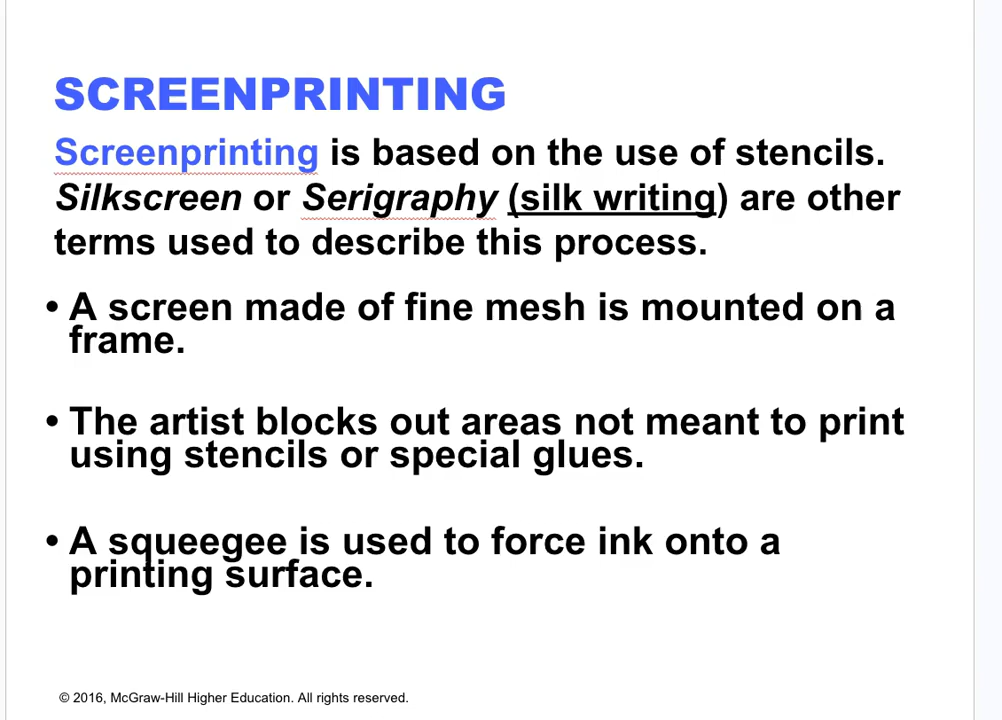 SCREENPRINTING
Screenprinting is based on the use of stencils.
Silkscreen or Serigraphy (silk writing) are other
terms used to describe this process.
• A screen made of fine mesh is mounted on a
frame.
• The artist blocks out areas not meant to print
using stencils or special glues.
• A squeegee is used to force ink onto a
printing surface.
© 2016, McGraw-Hill Higher Education. All rights reserved.